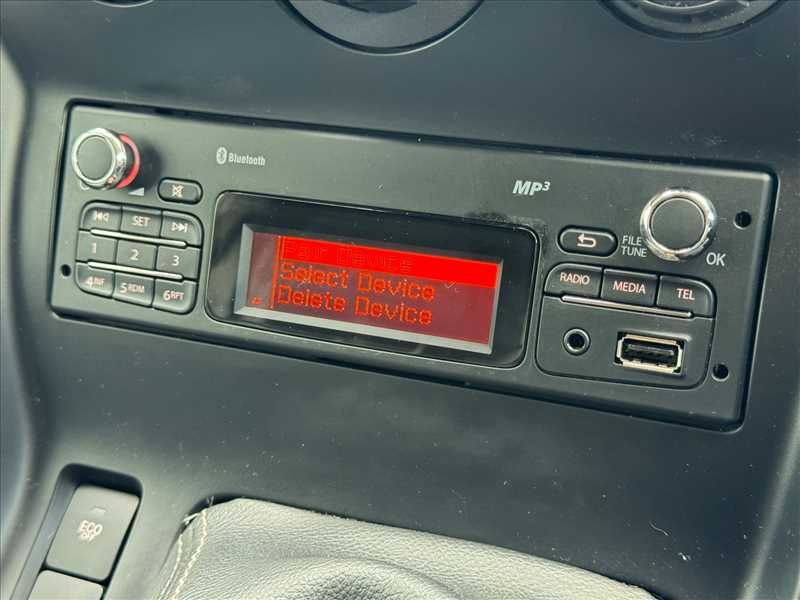 Bluetooth
MP3
SET
1
2
3
4INF
5RDM
6RPT
Pair Device
Select Device
Delete Device
FILE
TUNE
OK
RADIO
MEDIA
TEL
ECO
OFF